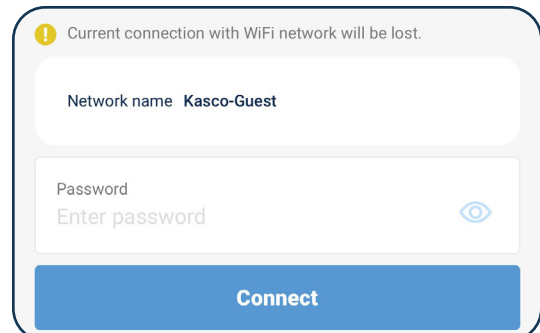 Current connection with WiFi network will be lost.
Network name Kasco-Guest
Password
Enter password
Connect